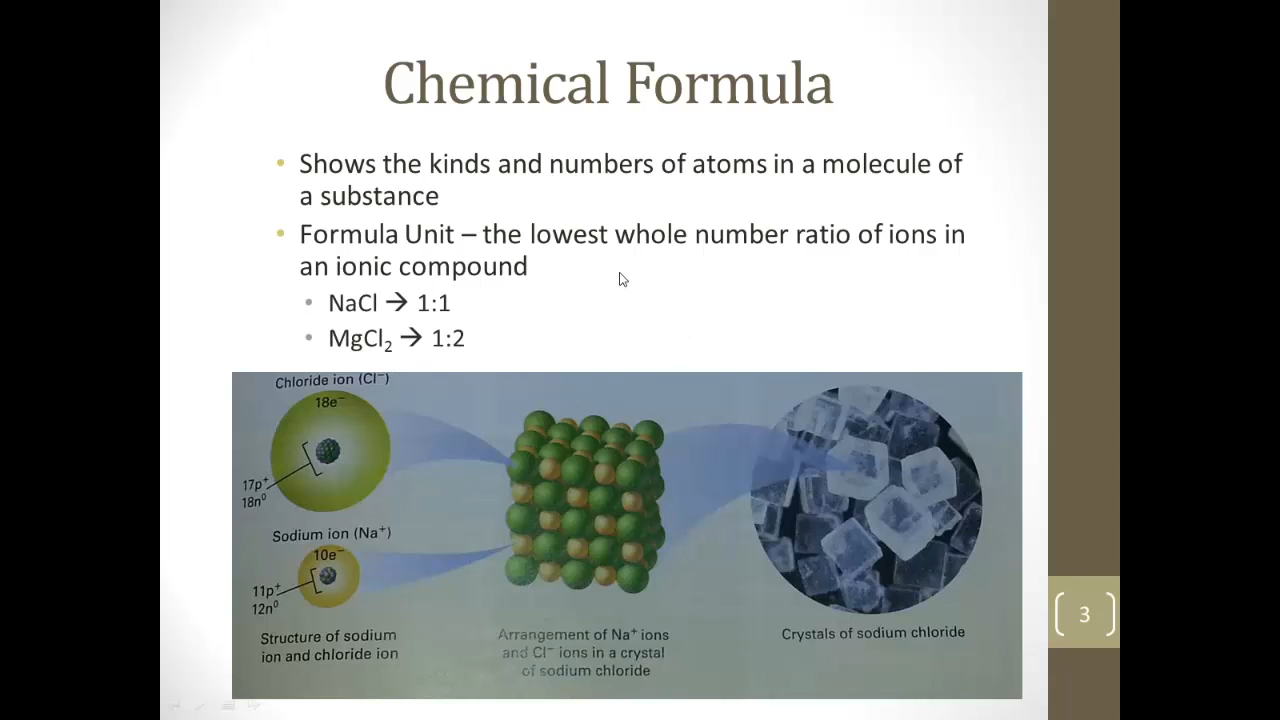 Chemical Formula
• Shows the kinds and numbers of atoms in a molecule of
a substance
• Formula Unit – the lowest whole number ratio of ions in
an ionic compound
• NaCl → 1:1
• MgCl₂ → 1:2
Chloride ion (Cl⁻)
18e⁻
17p⁺
18n⁰
Sodium ion (Na⁺)
10e⁻
11p⁺
12n⁰
Structure of sodium
ion and chloride ion
Arrangement of Na⁺ ions
and Cl⁻ ions in a crystal
of sodium chloride
Crystals of sodium chloride
3